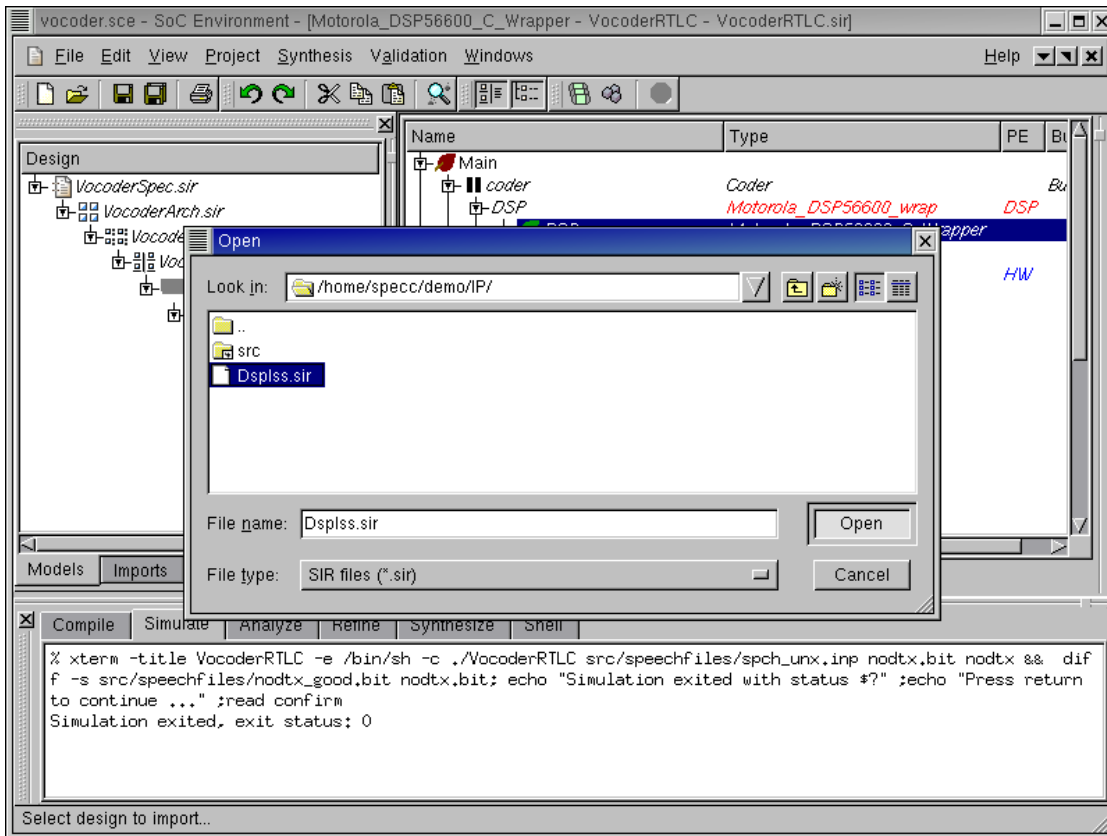 vocoder.sce - SoC Environment - [Motorola_DSP56600_C_Wrapper - VocoderRTLC - VocoderRTLC.sir]
File Edit View Project Synthesis Validation Windows Help
Name Type PE
Design
Main
VocoderSpec.sir
coder Coder
VocoderArch.sir
DSP Motorola_DSP56600_wrap DSP
Open
Look in: /home/specc/demo/IP/
HW
..
src
DspIss.sir
File name: DspIss.sir Open
Models Imports
File type: SIR files (*.sir) Cancel
Compile Simulate Analyze Refine Synthesize Shell
% xterm -title VocoderRTLC -e /bin/sh -c ./VocoderRTLC src/speechfiles/spch_unx.inp nodtx.bit nodtx && dif
f -s src/speechfiles/nodtx_good.bit nodtx.bit; echo "Simulation exited with status $?" ;echo "Press return
to continue ..." ;read confirm
Simulation exited, exit status: 0
Select design to import...